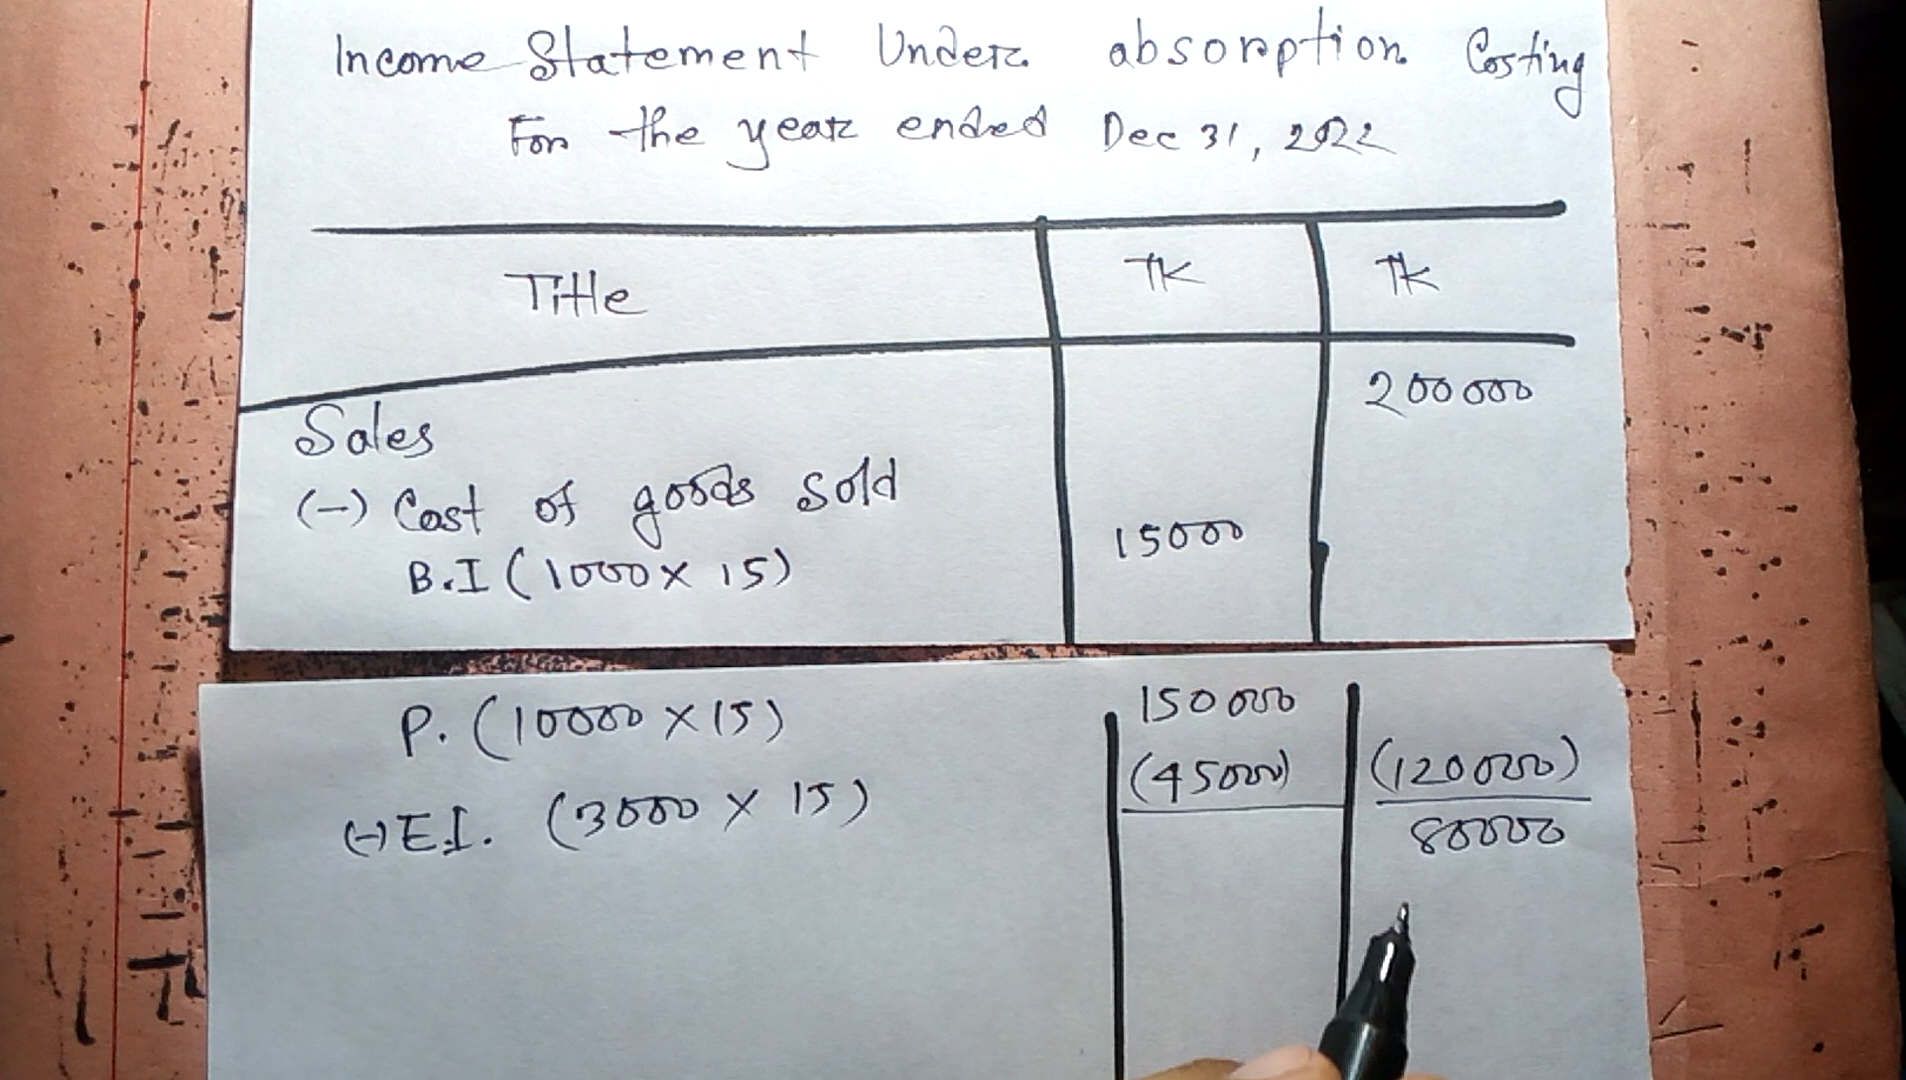 Income Statement Under absorption Costing
For the year ended Dec 31, 2022
Title TK TK
Sales 200000
(-) Cost of goods sold
B.I (1000 × 15) 15000
P. (10000 × 15) 150000
(-) E.I. (3000 × 15) (45000) (120000)
80000